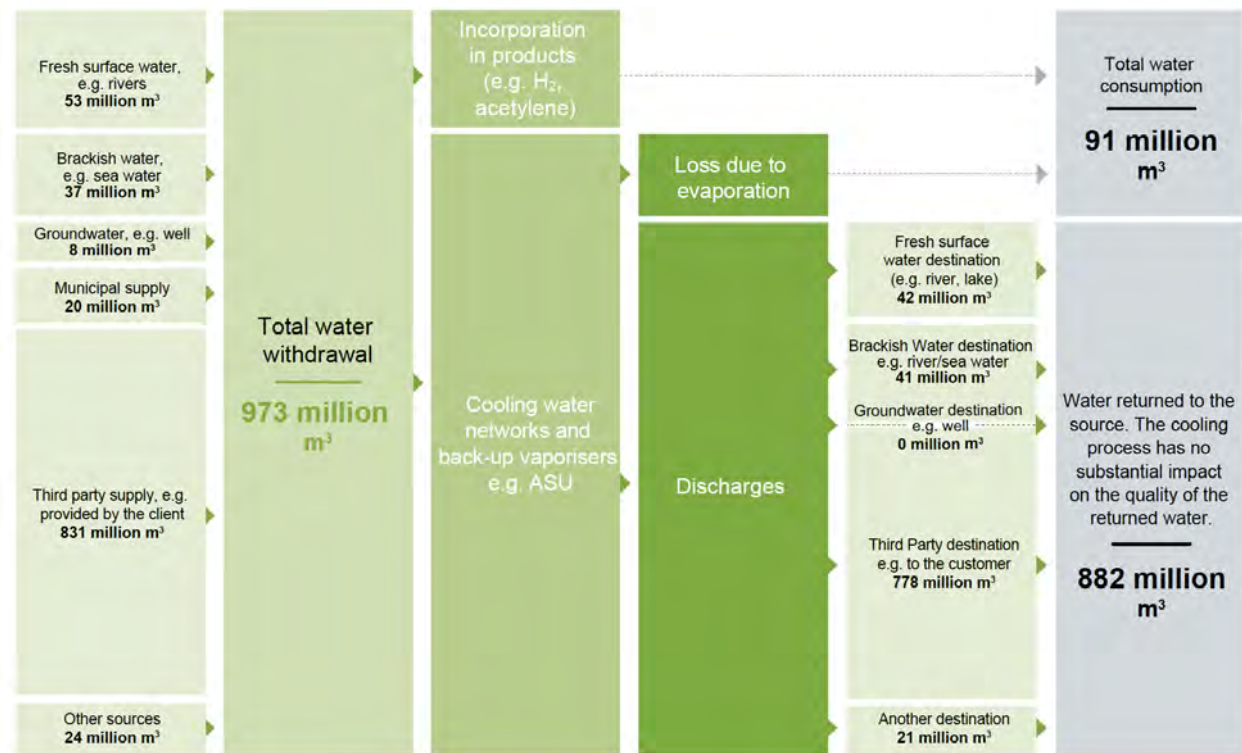 Fresh surface water,
e.g. rivers
53 million m³
Brackish water,
e.g. sea water
37 million m³
Groundwater, e.g. well
8 million m³
Municipal supply
20 million m³
Third party supply, e.g.
provided by the client
831 million m³
Other sources
24 million m³
Total water
withdrawal
973 million
m³
Incorporation
in products
(e.g. H₂,
acetylene)
Cooling water
networks and
back-up vaporisers
e.g. ASU
Loss due to
evaporation
Discharges
Fresh surface
water destination
(e.g. river, lake)
42 million m³
Brackish Water destination
e.g. river/sea water
41 million m³
Groundwater destination
e.g. well
0 million m³
Third Party destination
e.g. to the customer
778 million m³
Another destination
21 million m³
Total water
consumption
91 million
m³
Water returned to the
source. The cooling
process has no
substantial impact
on the quality of the
returned water.
882 million
m³